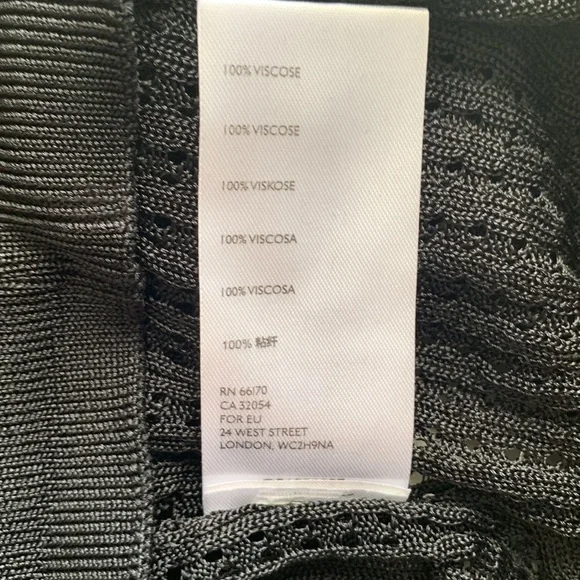 100% VISCOSE
100% VISCOSE
100% VISKOSE
100% VISCOSA
100% VISCOSA
100% 粘纤
RN 66170
CA 32054
FOR EU
24 WEST STREET
LONDON, WC2H9NA